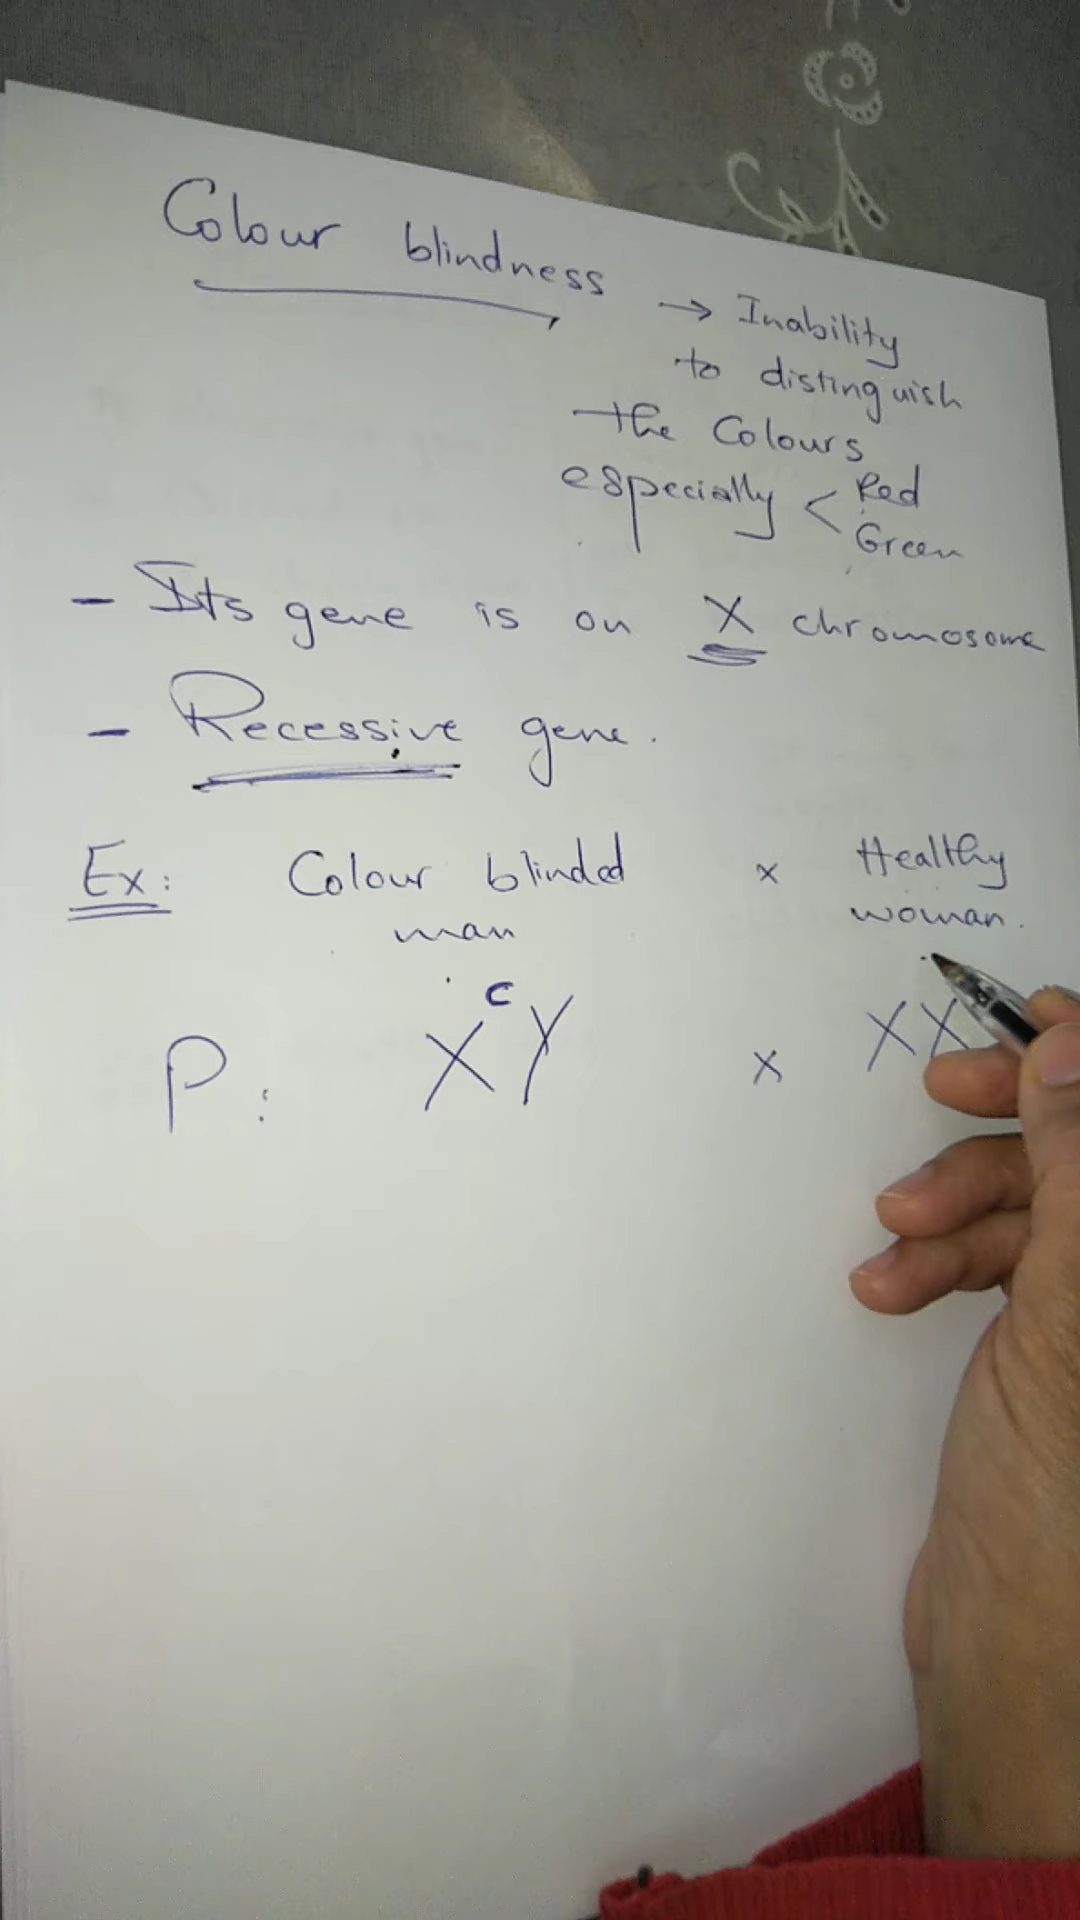 Colour blindness → Inability
to distinguish
the Colours
especially < Red
Green
- Its gene is on X chromosome
- Recessive gene.
Ex: Colour blinded x Healthy
man woman.
P: XᶜY x XX